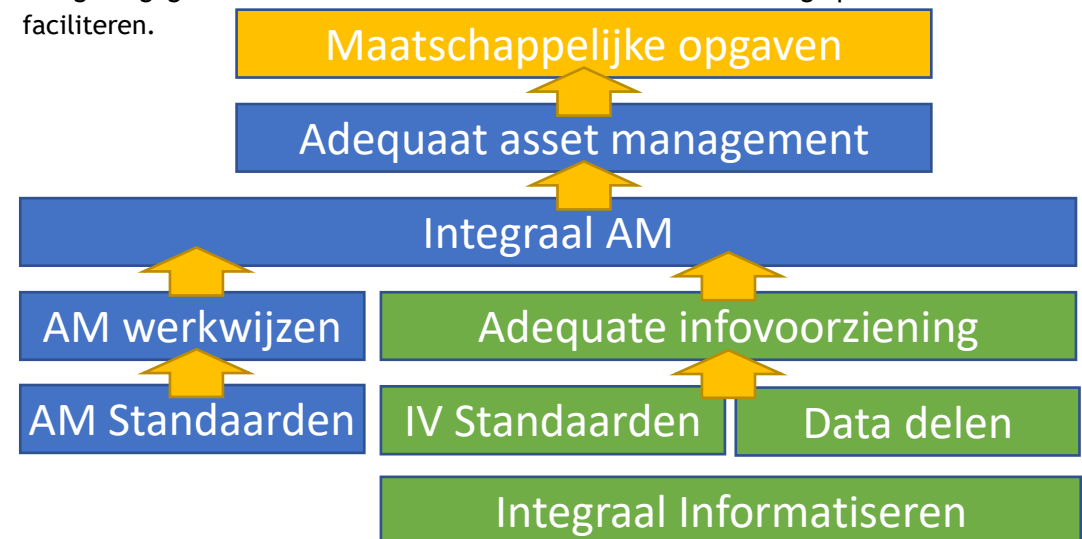 faciliteren.
Maatschappelijke opgaven
Adequaat asset management
Integraal AM
AM werkwijzen
Adequate infovoorziening
AM Standaarden
IV Standaarden
Data delen
Integraal Informatiseren